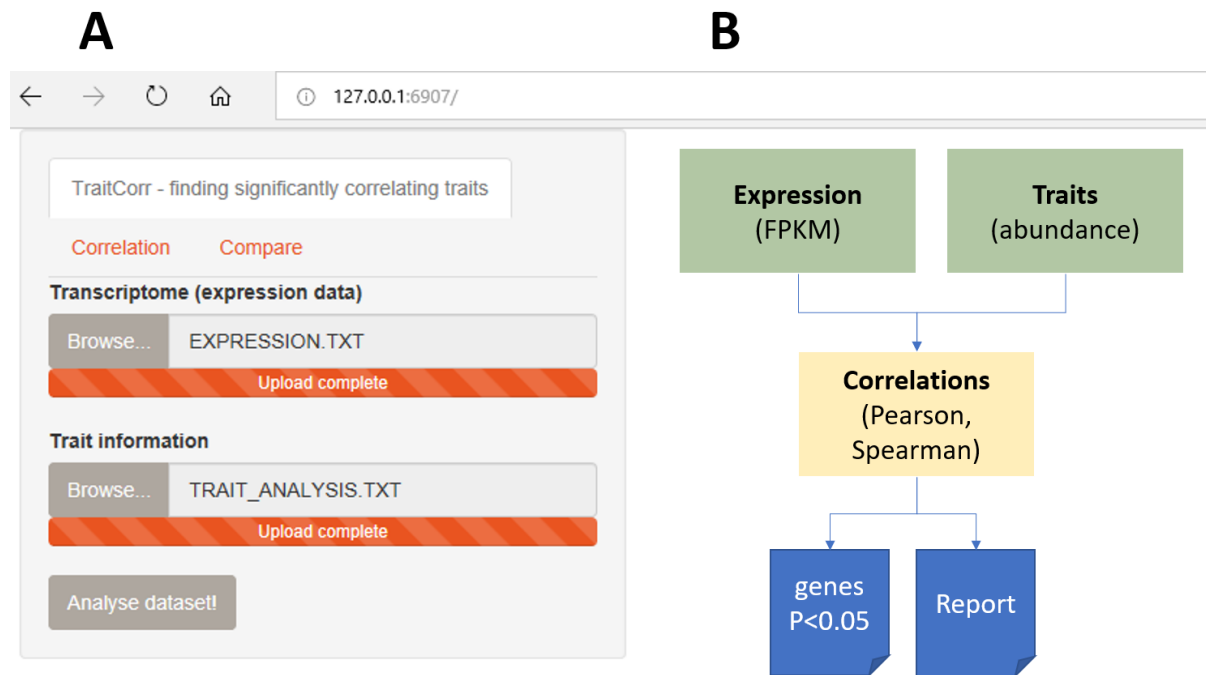 A
B
127.0.0.1:6907/
TraitCorr - finding significantly correlating traits
Correlation
Compare
Transcriptome (expression data)
Browse...
EXPRESSION.TXT
Upload complete
Trait information
Browse...
TRAIT_ANALYSIS.TXT
Upload complete
Analyse dataset!
Expression
(FPKM)
Traits
(abundance)
Correlations
(Pearson,
Spearman)
genes
P<0.05
Report